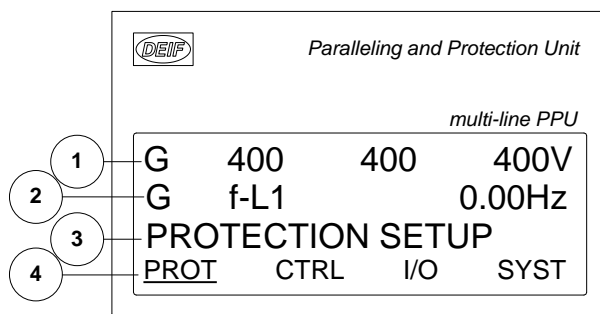 DEIF
Paralleling and Protection Unit
multi-line PPU
1 G 400 400 400V
2 G f-L1 0.00Hz
3 PROTECTION SETUP
4 PROT CTRL I/O SYST